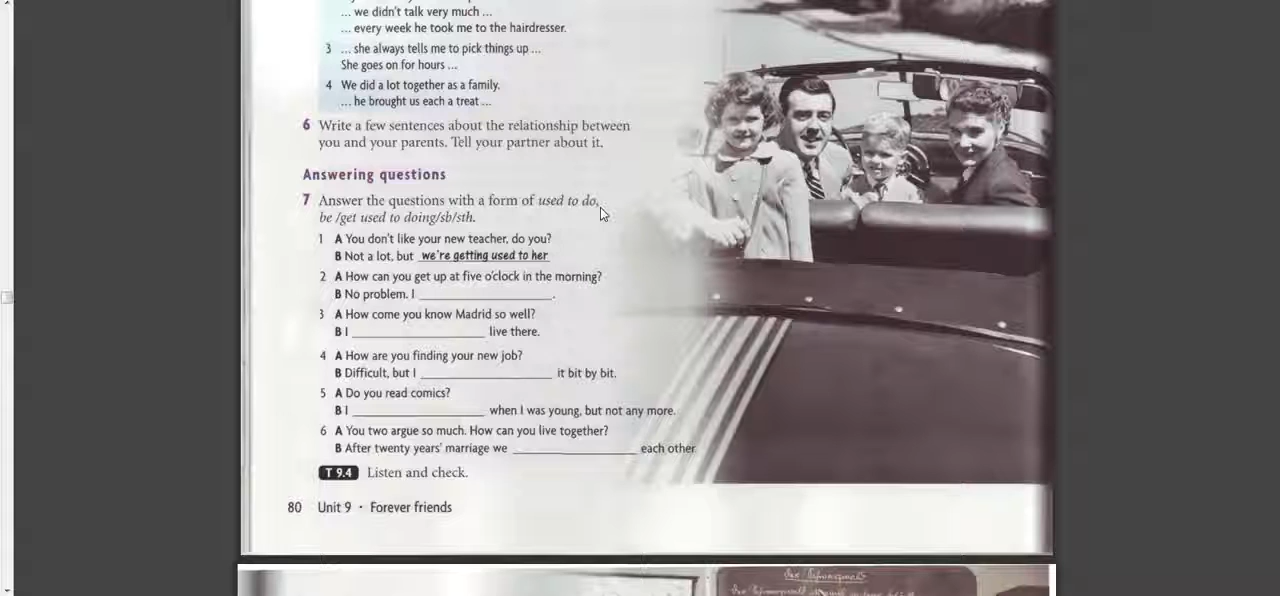 ... we didn't talk very much ...
... every week he took me to the hairdresser.
3 ... she always tells me to pick things up ...
She goes on for hours ...
4 We did a lot together as a family.
... he brought us each a treat ...
6 Write a few sentences about the relationship between
you and your parents. Tell your partner about it.
Answering questions
7 Answer the questions with a form of used to do,
be /get used to doing/sb/sth.
1 A You don't like your new teacher, do you?
B Not a lot, but we're getting used to her
2 A How can you get up at five o'clock in the morning?
B No problem. I ____________.
3 A How come you know Madrid so well?
B I ____________ live there.
4 A How are you finding your new job?
B Difficult, but I ____________ it bit by bit.
5 A Do you read comics?
B I ____________ when I was young, but not any more.
6 A You two argue so much. How can you live together?
B After twenty years' marriage we ____________ each other
T 9.4 Listen and check.
80 Unit 9 · Forever friends